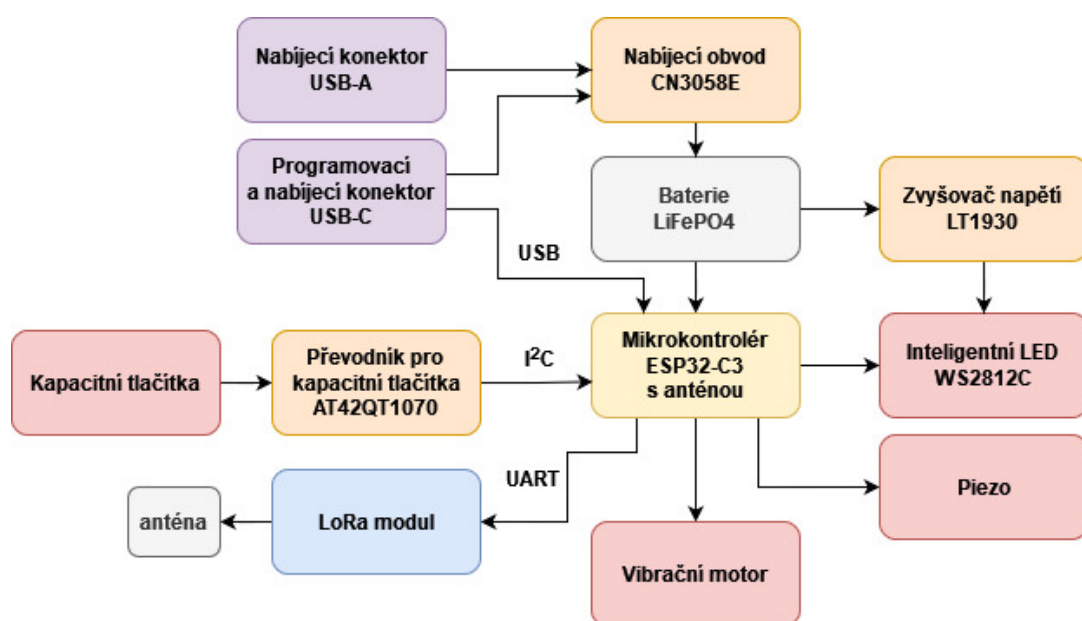 Nabíjecí konektor
USB-A
Nabíjecí obvod
CN3058E
Programovací
a nabíjecí konektor
USB-C
Baterie
LiFePO4
Zvyšovač napětí
LT1930
USB
Kapacitní tlačítka
Převodník pro
kapacitní tlačítka
AT42QT1070
I²C
Mikrokontrolér
ESP32-C3
s anténou
Inteligentní LED
WS2812C
UART
Piezo
anténa
LoRa modul
Vibrační motor